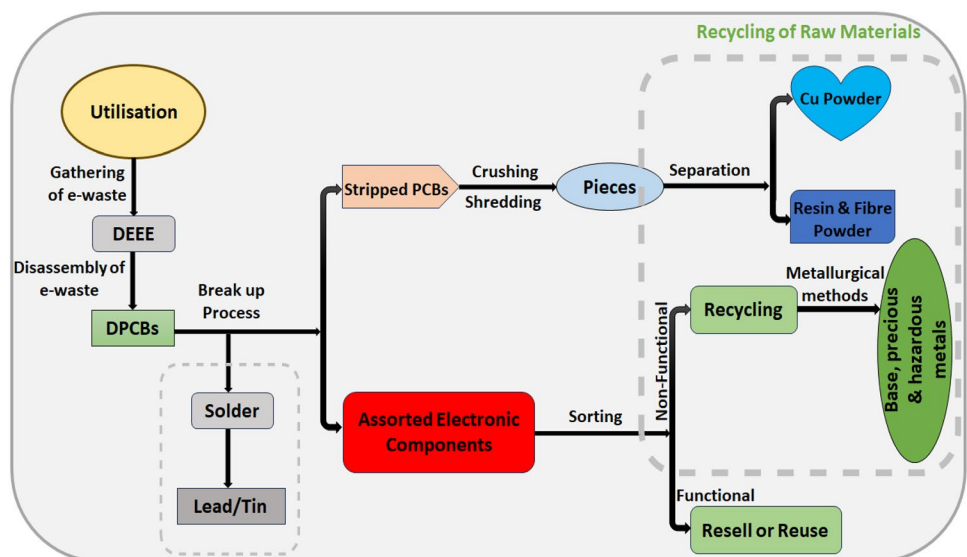 Recycling of Raw Materials
Utilisation
Cu Powder
Gathering
of e-waste
Stripped PCBs
Crushing
Shredding
Pieces
Separation
Resin & Fibre
Powder
DEEE
Disassembly of
e-waste
Break up
Process
DPCBs
Non-Functional
Recycling
Metallurgical
methods
Base, precious
& hazardous
metals
Solder
Assorted Electronic
Components
Sorting
Lead/Tin
Functional
Resell or Reuse